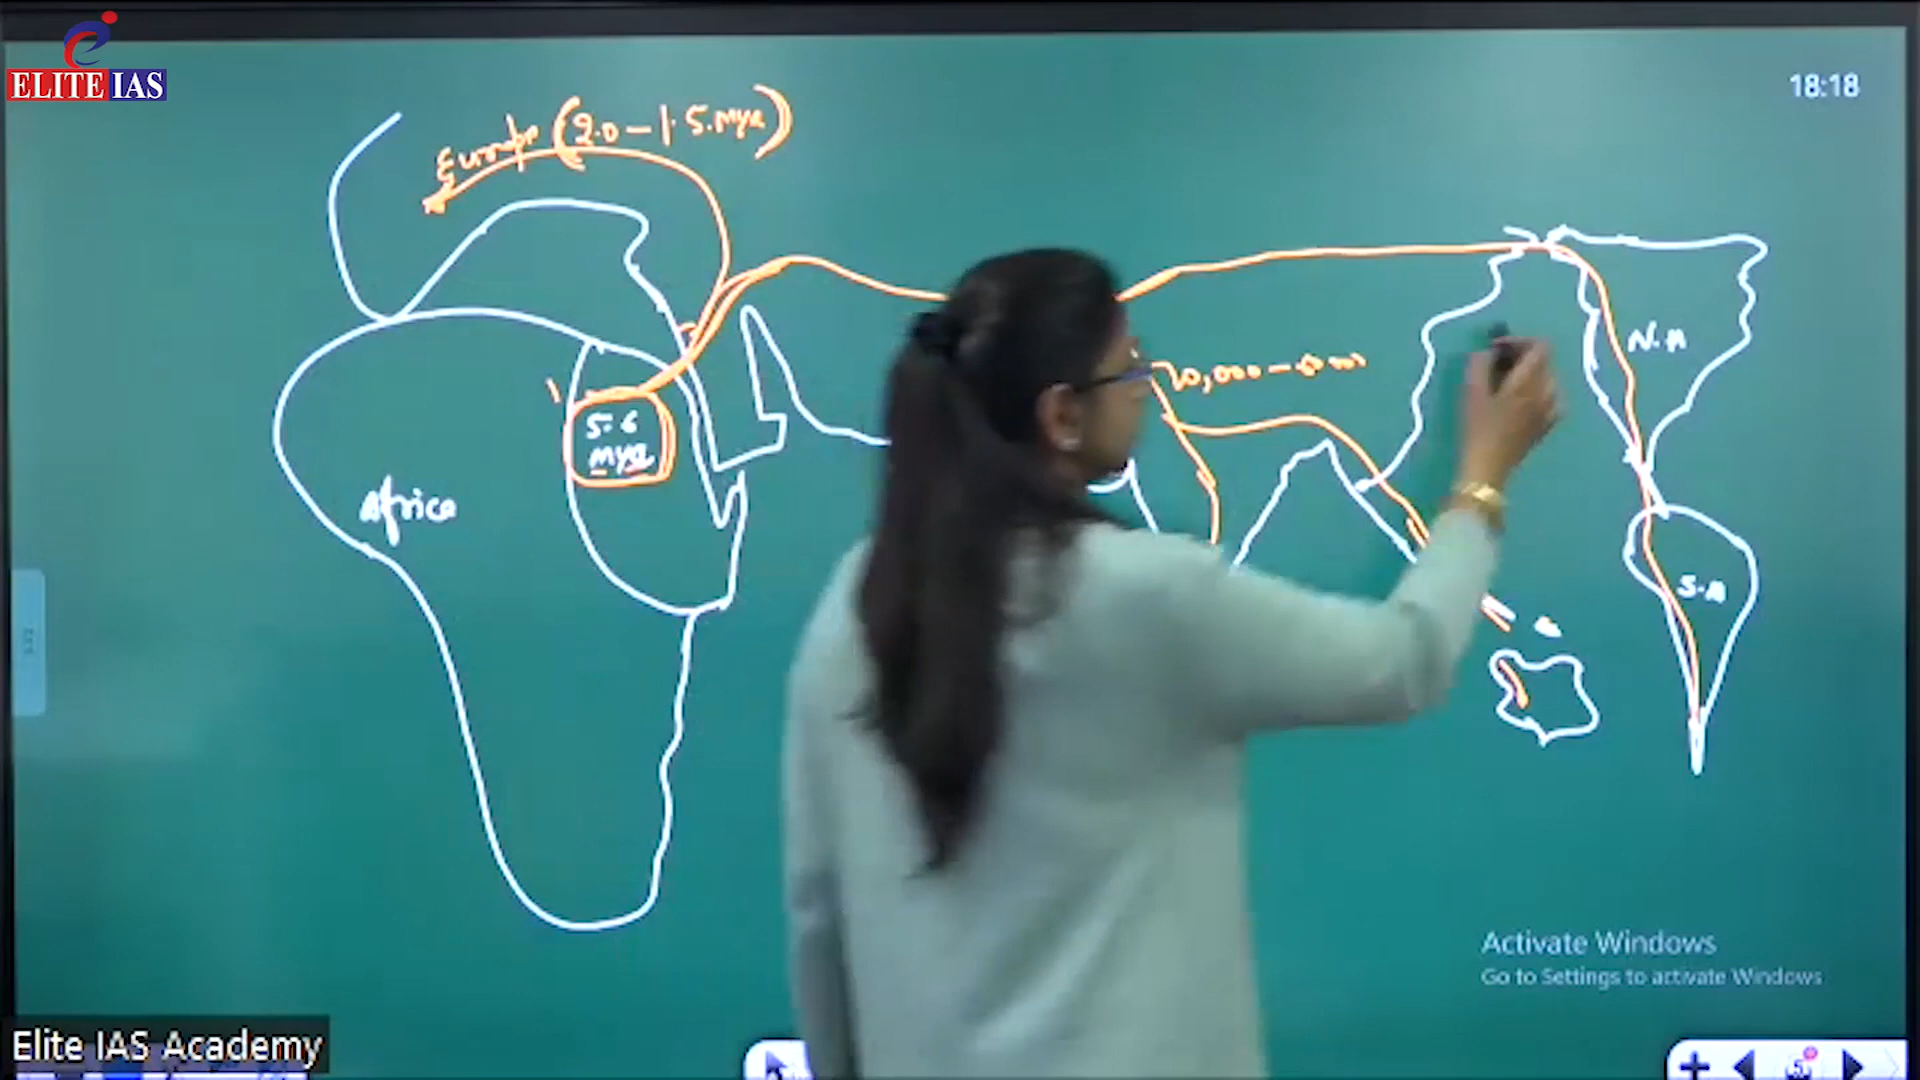 ELITE IAS
18:18
Europe (2.0-1.5.mya)
N.A
5.6
mya
Africa
S.A
Activate Windows
Go to Settings to activate Windows
Elite IAS Academy